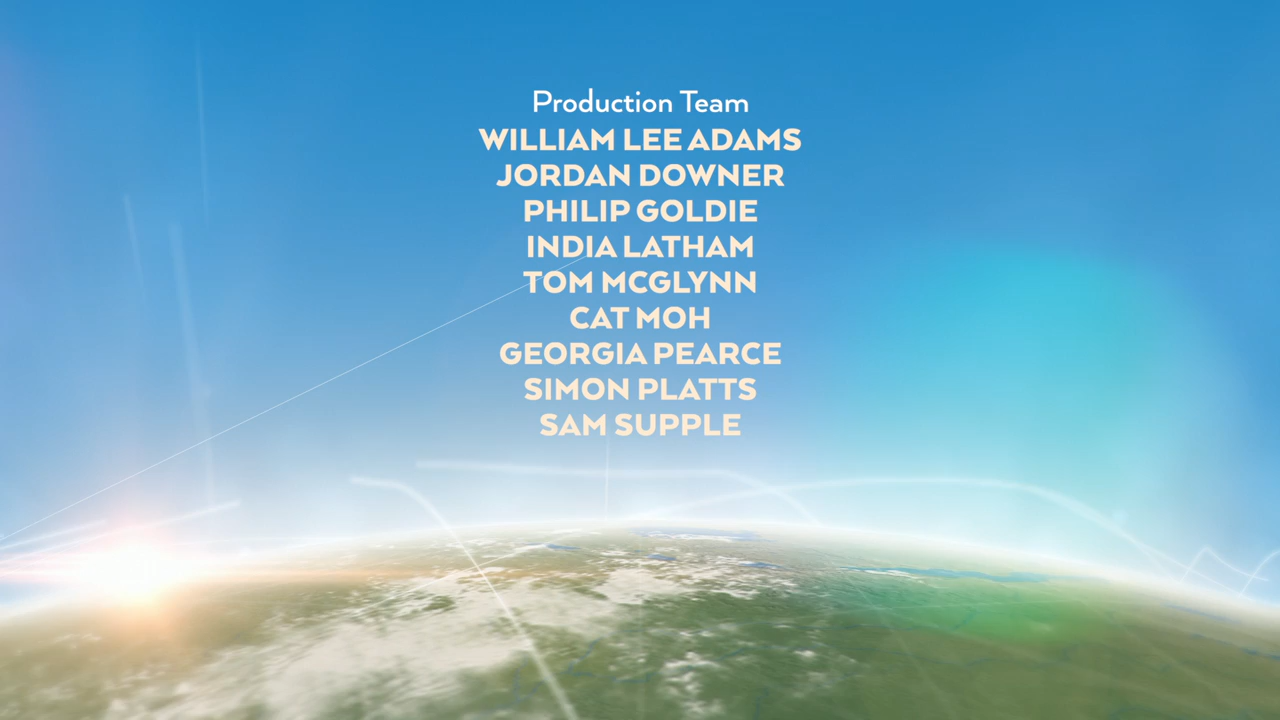 Production Team
WILLIAM LEE ADAMS
JORDAN DOWNER
PHILIP GOLDIE
INDIA LATHAM
TOM MCGLYNN
CAT MOH
GEORGIA PEARCE
SIMON PLATTS
SAM SUPPLE